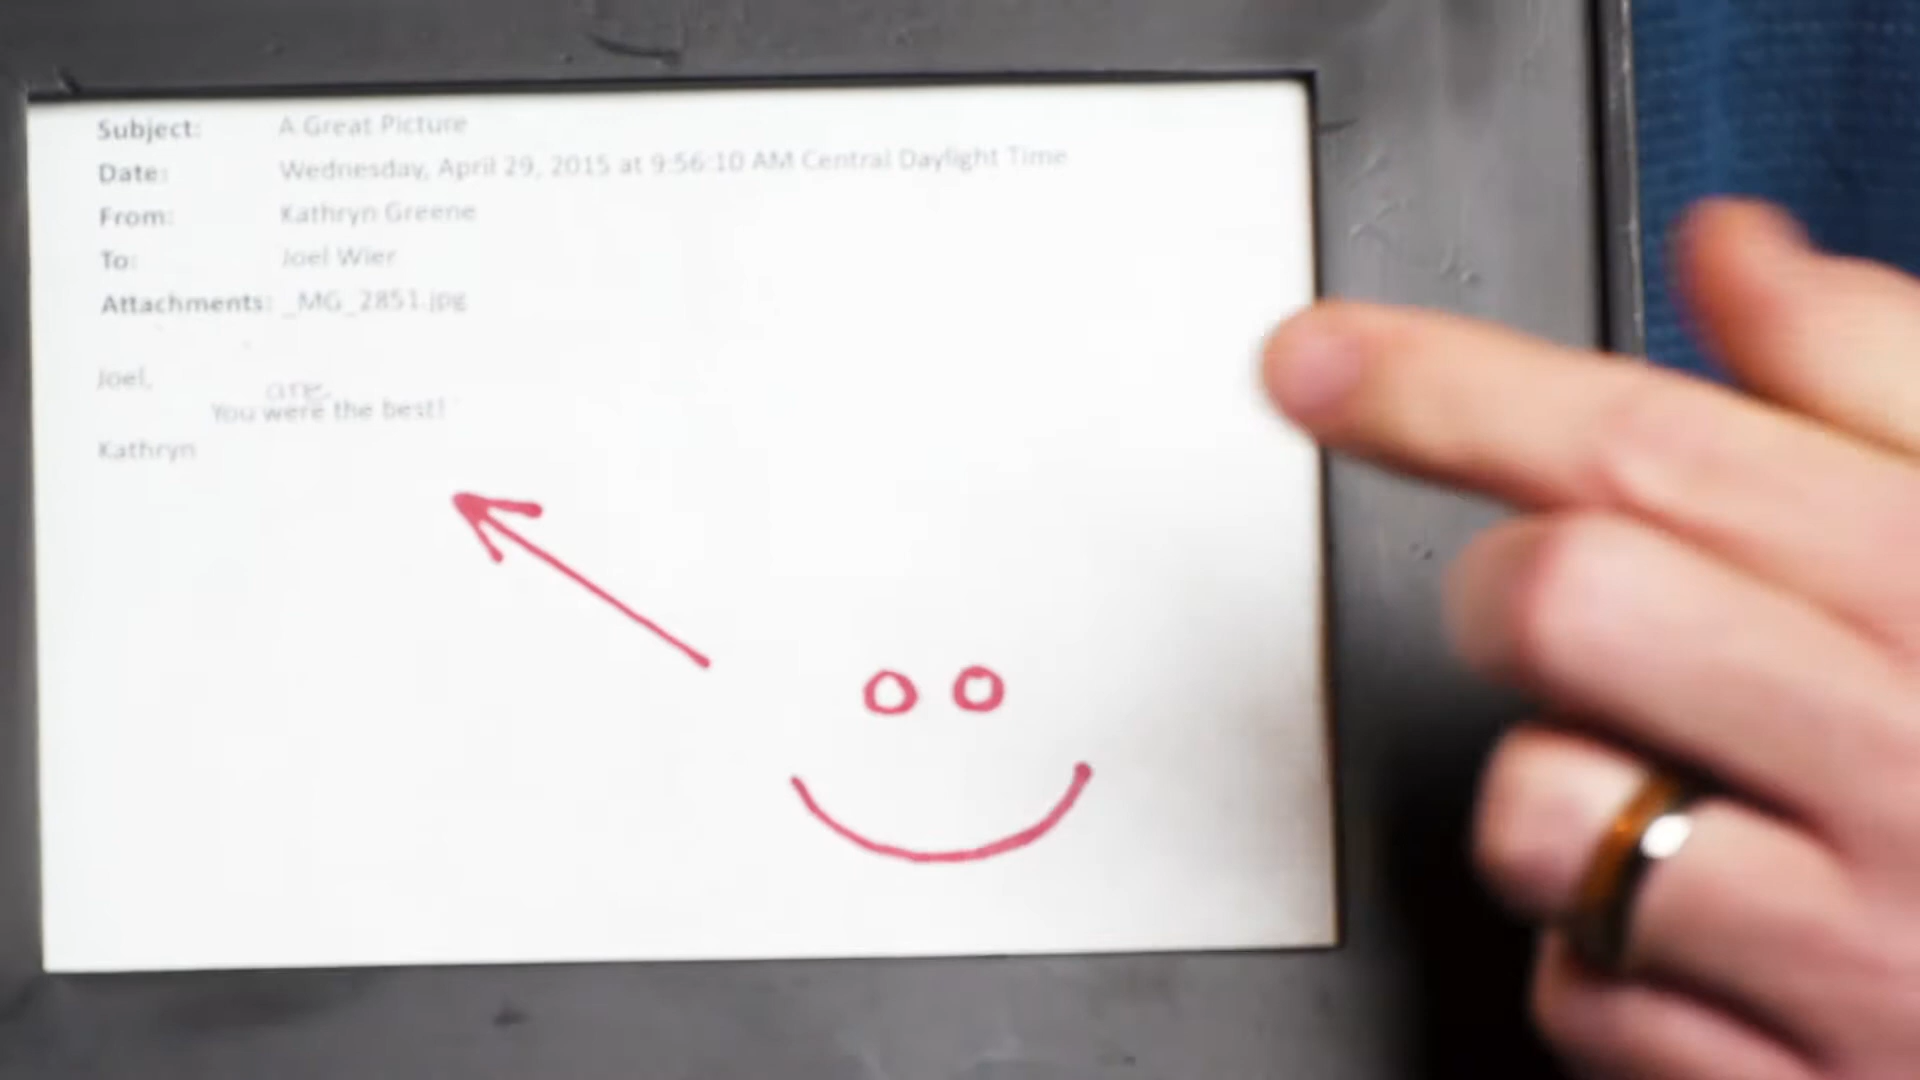 Subject: A Great Picture
Date: Wednesday, April 29, 2015 at 9:56:10 AM Central Daylight Time
From: Kathryn Greene
To: Joel Wier
Attachments: _MG_2851.jpg
Joel,
are
You were the best!
Kathryn